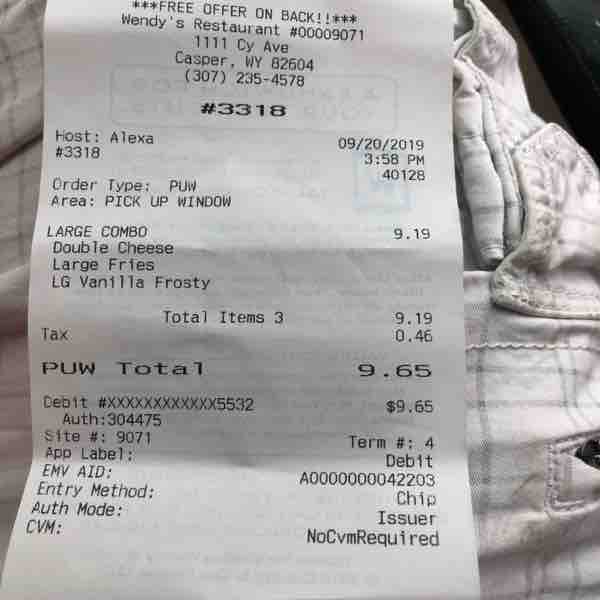 ***FREE OFFER ON BACK!!***
Wendy's Restaurant #00009071
1111 Cy Ave
Casper, WY 82604
(307) 235-4578
#3318
Host: Alexa 09/20/2019
#3318 3:58 PM
40128
Order Type: PUW
Area: PICK UP WINDOW
LARGE COMBO 9.19
Double Cheese
Large Fries
LG Vanilla Frosty
Total Items 3 9.19
Tax 0.46
PUW Total 9.65
Debit #XXXXXXXXXXXX5532 $9.65
Auth:304475
Site #: 9071 Term #: 4
App Label: Debit
EMV AID: A0000000042203
Entry Method: Chip
Auth Mode: Issuer
CVM: NoCvmRequired